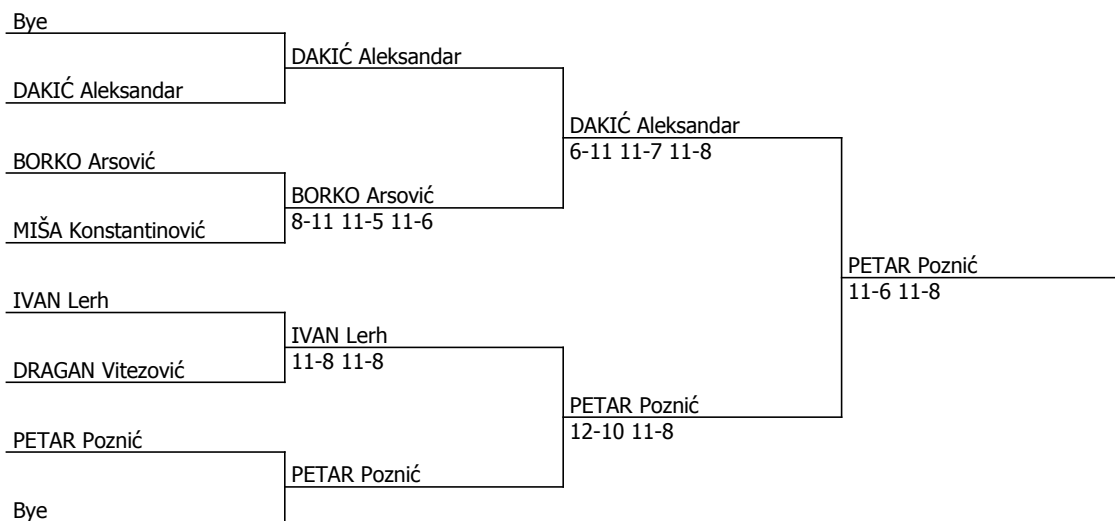 Bye
DAKIĆ Aleksandar
BORKO Arsović
MIŠA Konstantinović
IVAN Lerh
DRAGAN Vitezović
PETAR Poznić
Bye
DAKIĆ Aleksandar
BORKO Arsović
8-11 11-5 11-6
IVAN Lerh
11-8 11-8
PETAR Poznić
DAKIĆ Aleksandar
6-11 11-7 11-8
PETAR Poznić
12-10 11-8
PETAR Poznić
11-6 11-8